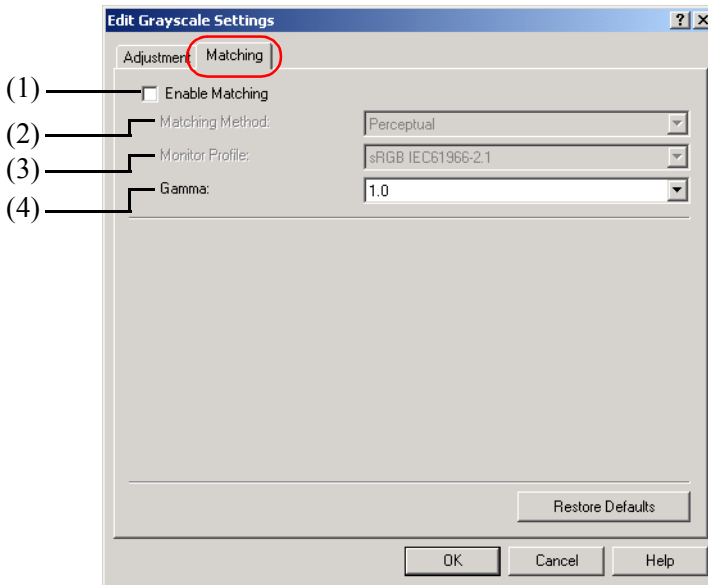 Edit Grayscale Settings
Adjustment Matching
(1) Enable Matching
(2) Matching Method: Perceptual
(3) Monitor Profile: sRGB IEC61966-2.1
(4) Gamma: 1.0
Restore Defaults
OK Cancel Help